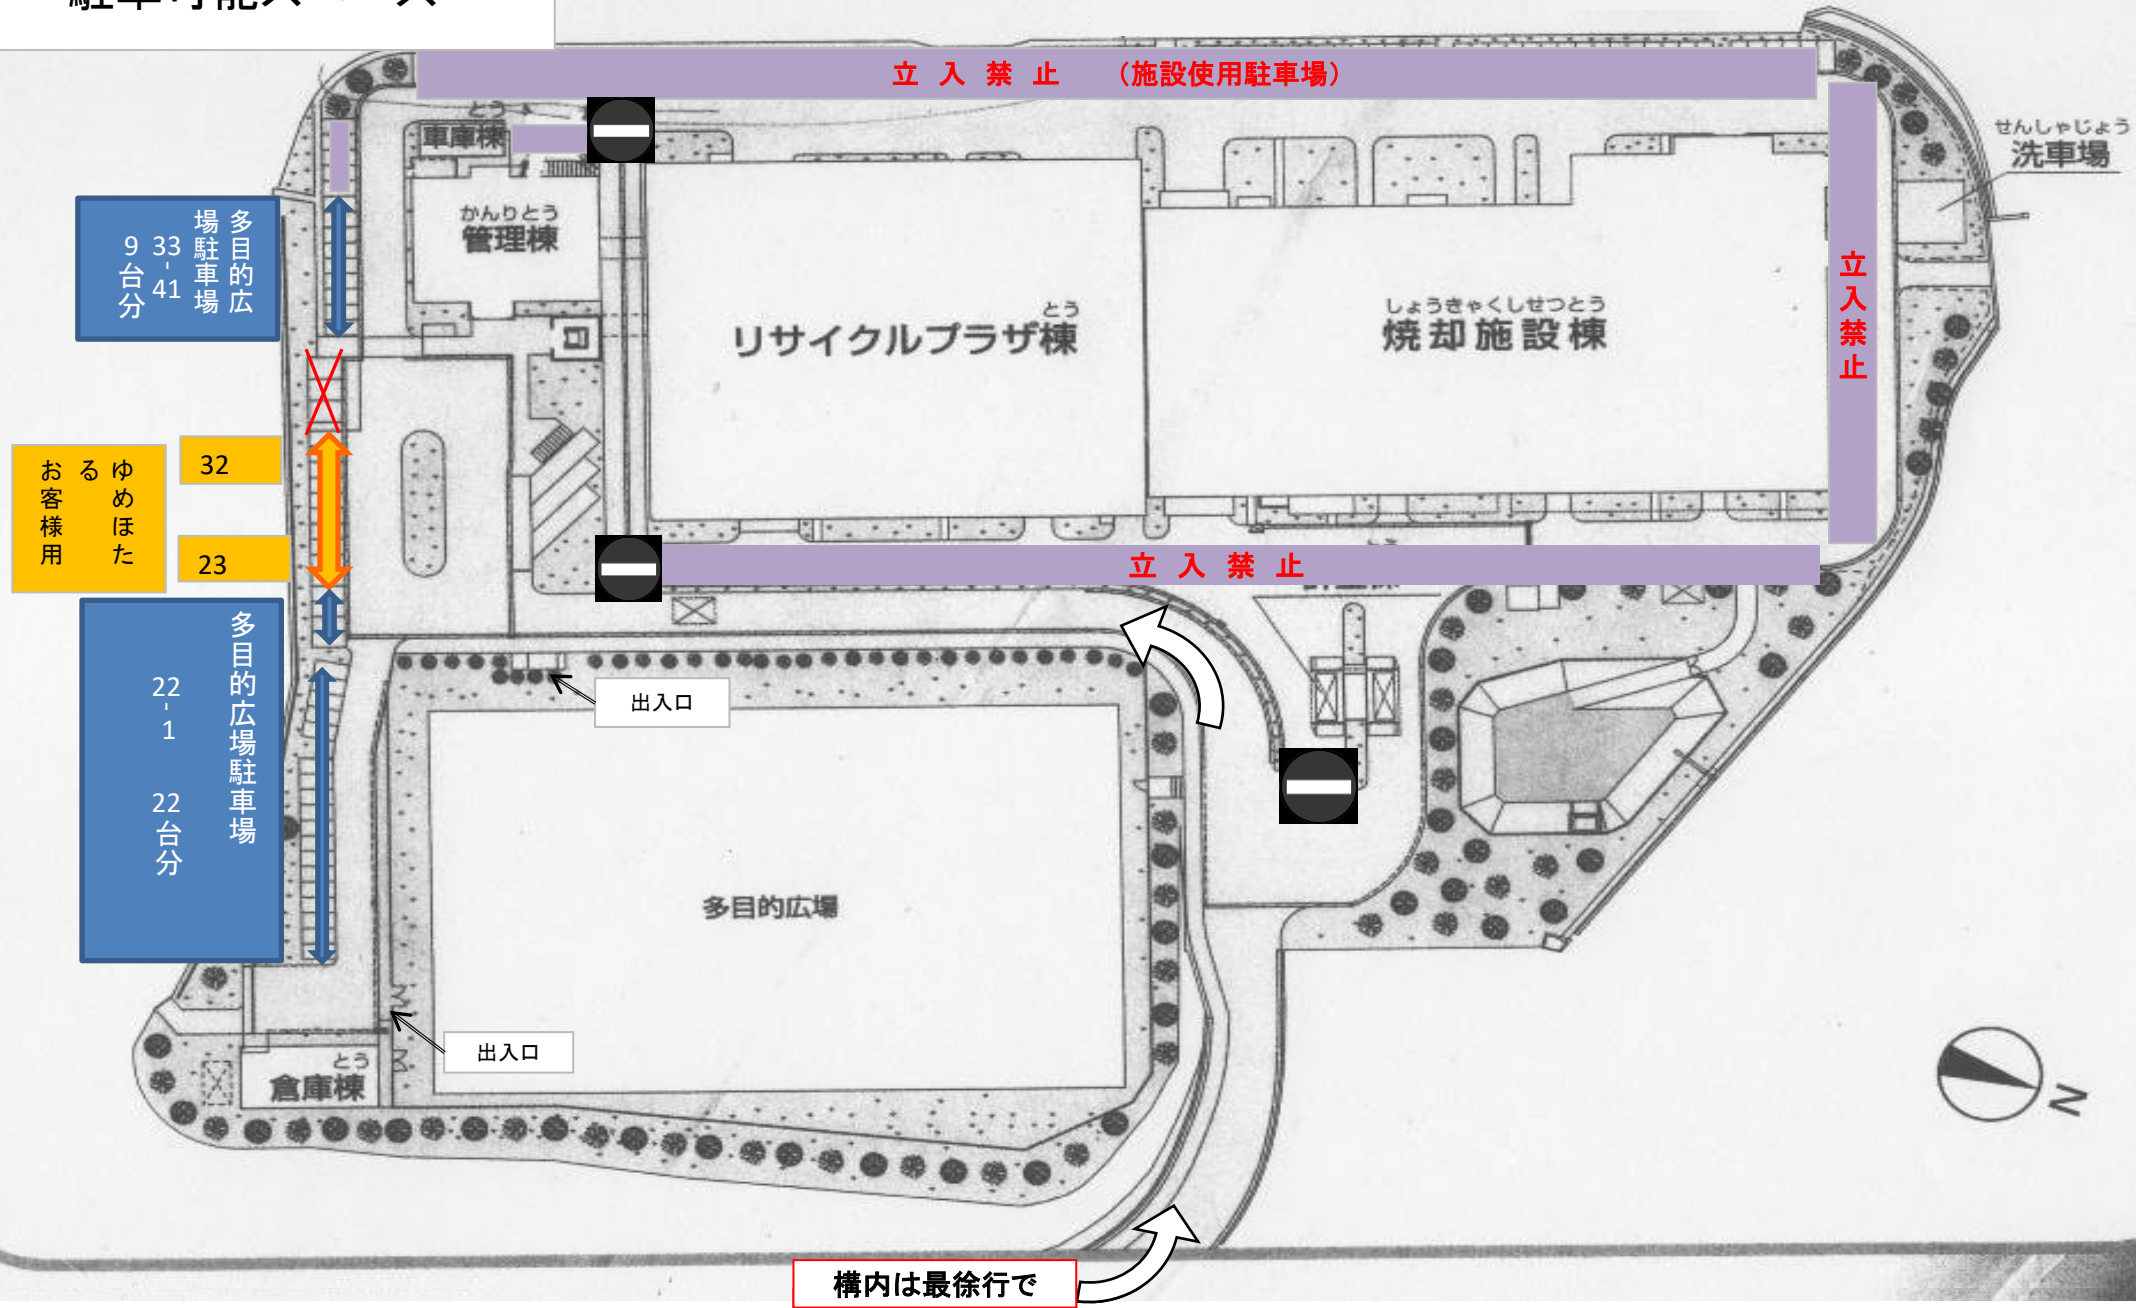 立入禁止 (施設使用駐車場)
とう
車庫棟
せんしゃじょう
洗車場
かんりとう
管理棟
多目的広
場駐車場
33-41
9台分
とう
リサイクルプラザ棟
しょうきゃくしせつとう
焼却施設棟
立入禁止
ゆめほた
る
お客様用
32
23
立入禁止
多目的広場駐車場
22-1 22台分
出入口
多目的広場
出入口
とう
倉庫棟
N
構内は最徐行で